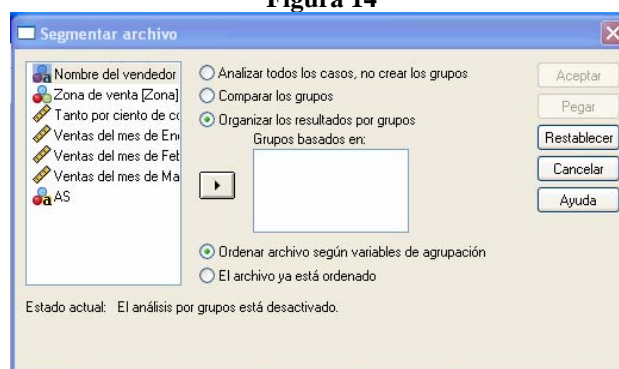 Figura 14
Segmentar archivo
Nombre del vendedor
Zona de venta [Zona]
Tanto por ciento de co
Ventas del mes de Ene
Ventas del mes de Feb
Ventas del mes de Ma
AS
Analizar todos los casos, no crear los grupos
Comparar los grupos
Organizar los resultados por grupos
Grupos basados en:
Ordenar archivo según variables de agrupación
El archivo ya está ordenado
Aceptar
Pegar
Restablecer
Cancelar
Ayuda
Estado actual: El análisis por grupos está desactivado.